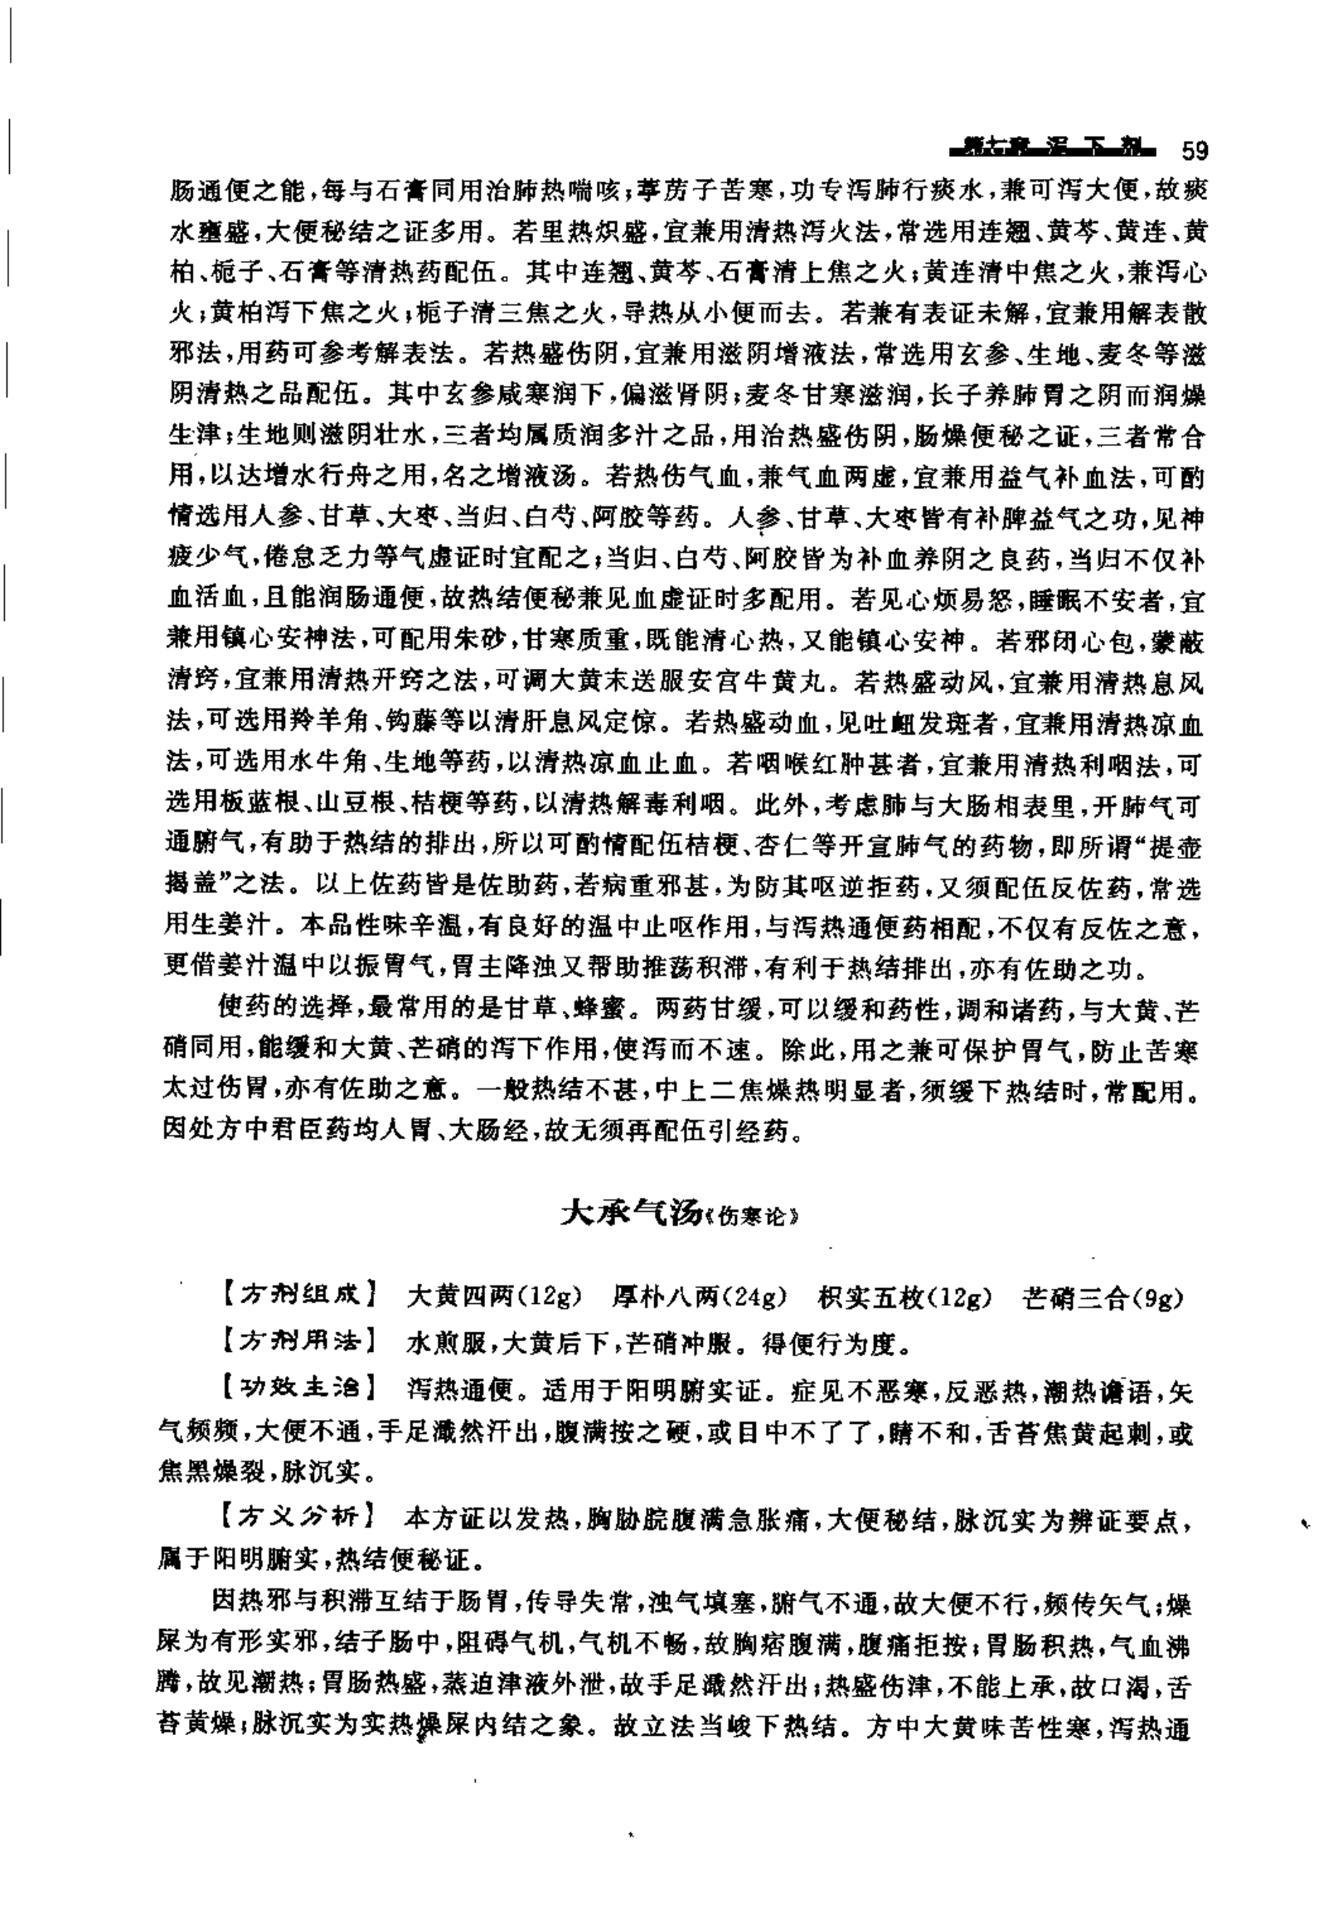 第七章 泻下剂 59
肠通便之能,每与石膏同用治肺热喘咳;葶苈子苦寒,功专泻肺行痰水,兼可泻大便,故痰
水壅盛,大便秘结之证多用。若里热炽盛,宜兼用清热泻火法,常选用连翘、黄芩、黄连、黄
柏、栀子、石膏等清热药配伍。其中连翘、黄芩、石膏清上焦之火;黄连清中焦之火,兼泻心
火;黄柏泻下焦之火;栀子清三焦之火,导热从小便而去。若兼有表证未解,宜兼用解表散
邪法,用药可参考解表法。若热盛伤阴,宜兼用滋阴增液法,常选用玄参、生地、麦冬等滋
阴清热之品配伍。其中玄参咸寒润下,偏滋肾阴;麦冬甘寒滋润,长于养肺胃之阴而润燥
生津;生地则滋阴壮水,三者均属质润多汁之品,用治热盛伤阴,肠燥便秘之证,三者常合
用,以达增水行舟之用,名之增液汤。若热伤气血,兼气血两虚,宜兼用益气补血法,可酌
情选用人参、甘草、大枣、当归、白芍、阿胶等药。人参、甘草、大枣皆有补脾益气之功,见神
疲少气,倦怠乏力等气虚证时宜配之;当归、白芍、阿胶皆为补血养阴之良药,当归不仅补
血活血,且能润肠通便,故热结便秘兼见血虚证时多配用。若见心烦易怒,睡眠不安者,宜
兼用镇心安神法,可配用朱砂,甘寒质重,既能清心热,又能镇心安神。若邪闭心包,蒙蔽
清窍,宜兼用清热开窍之法,可调大黄末送服安宫牛黄丸。若热盛动风,宜兼用清热息风
法,可选用羚羊角、钩藤等以清肝息风定惊。若热盛动血,见吐衄发斑者,宜兼用清热凉血
法,可选用水牛角、生地等药,以清热凉血止血。若咽喉红肿甚者,宜兼用清热利咽法,可
选用板蓝根、山豆根、桔梗等药,以清热解毒利咽。此外,考虑肺与大肠相表里,开肺气可
通腑气,有助于热结的排出,所以可酌情配伍桔梗、杏仁等开宣肺气的药物,即所谓“提壶
揭盖”之法。以上佐药皆是佐助药,若病重邪甚,为防其呕逆拒药,又须配伍反佐药,常选
用生姜汁。本品性味辛温,有良好的温中止呕作用,与泻热通便药相配,不仅有反佐之意,
更借姜汁温中以振胃气,胃主降浊又帮助推荡积滞,有利于热结排出,亦有佐助之功。
使药的选择,最常用的是甘草、蜂蜜。两药甘缓,可以缓和药性,调和诸药,与大黄、芒
硝同用,能缓和大黄、芒硝的泻下作用,使泻而不速。除此,用之兼可保护胃气,防止苦寒
太过伤胃,亦有佐助之意。一般热结不甚,中上二焦燥热明显者,须缓下热结时,常配用。
因处方中君臣药均入胃、大肠经,故无须再配伍引经药。
大承气汤《伤寒论》
【方剂组成】 大黄四两(12g) 厚朴八两(24g) 枳实五枚(12g) 芒硝三合(9g)
【方剂用法】 水煎服,大黄后下,芒硝冲服。得便行为度。
【功效主治】 泻热通便。适用于阳明腑实证。症见不恶寒,反恶热,潮热谵语,矢
气频频,大便不通,手足濈然汗出,腹满按之硬,或目中不了了,睛不和,舌苔焦黄起刺,或
焦黑燥裂,脉沉实。
【方义分析】 本方证以发热,胸胁脘腹满急胀痛,大便秘结,脉沉实为辨证要点,
属于阳明腑实,热结便秘证。
因热邪与积滞互结于肠胃,传导失常,浊气填塞,腑气不通,故大便不行,频传矢气;燥
屎为有形实邪,结于肠中,阻碍气机,气机不畅,故胸痞腹满,腹痛拒按;胃肠积热,气血沸
腾,故见潮热;胃肠热盛,蒸迫津液外泄,故手足濈然汗出;热盛伤津,不能上承,故口渴,舌
苔黄燥;脉沉实为实热燥屎内结之象。故立法当峻下热结。方中大黄味苦性寒,泻热通